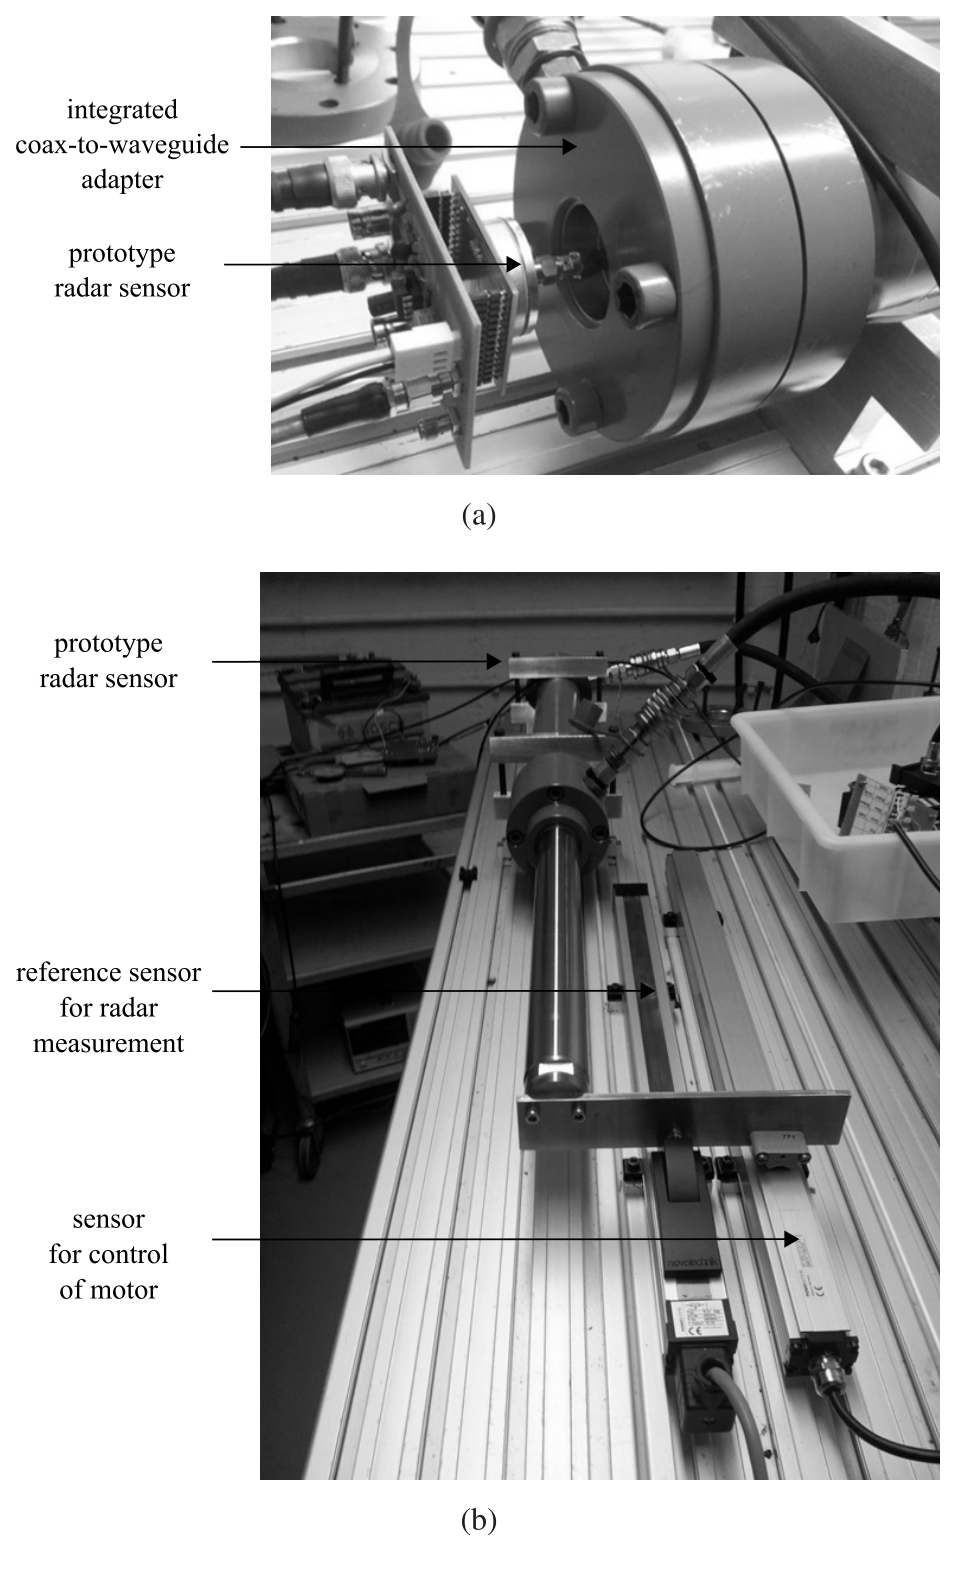 integrated
coax-to-waveguide
adapter
prototype
radar sensor
(a)
prototype
radar sensor
reference sensor
for radar
measurement
sensor
for control
of motor
novotechnik
(b)